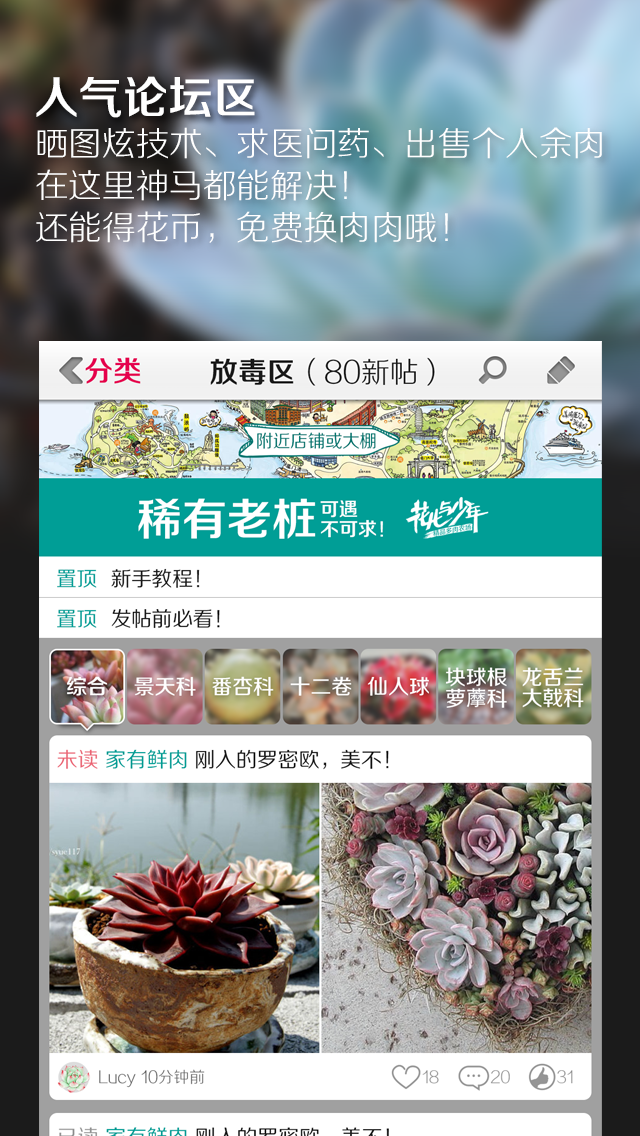 人气论坛区
晒图炫技术、求医问药、出售个人余肉
在这里神马都能解决！
还能得花币，免费换肉肉哦！
分类 放毒区（80新帖）
附近店铺或大棚
稀有老桩 可遇
不可求！ 花儿与少年
置顶 新手教程！
置顶 发帖前必看！
综合 景天科 番杏科 十二卷 仙人球 块球根 龙舌兰
萝藦科 大戟科
未读 家有鲜肉 刚入的罗密欧，美不！
yue117
Lucy 10分钟前 18 20 31
已读 家有鲜肉 刚入的罗密欧，美不！